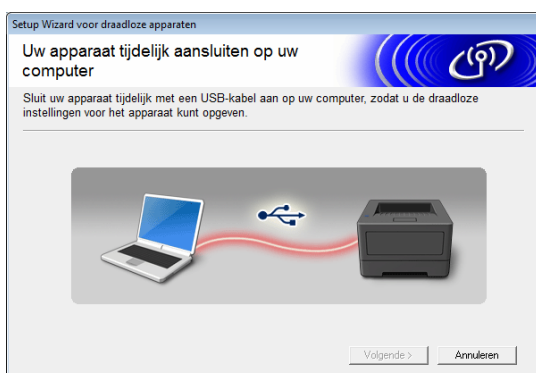 Setup Wizard voor draadloze apparaten
Uw apparaat tijdelijk aansluiten op uw
computer
Sluit uw apparaat tijdelijk met een USB-kabel aan op uw computer, zodat u de draadloze
instellingen voor het apparaat kunt opgeven.
Volgende >
Annuleren